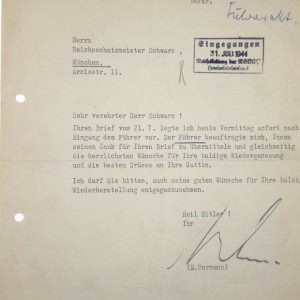 Führerakt.
Herrn
Reichsschatzmeister Schwarz,
München,
Arcisstr. 11.
Eingegangen
31. JULI 1944
Sehr verehrter Herr Schwarz !
Ihren Brief vom 21.7. legte ich heute Vormittag sofort nach
Eingang dem Führer vor. Der Führer beauftragte mich, Ihnen
seinen Dank für Ihren Brief zu übermitteln und gleichzeitig
die herzlichsten Wünsche für Ihre baldige Wiedergenesung
und die besten Grüsse an Ihre Gattin.
Ich darf Sie bitten, auch meine guten Wünsche für Ihre baldi
Wiederherstellung entgegenzunehmen.
Heil Hitler !
Ihr
(M.Bormann)